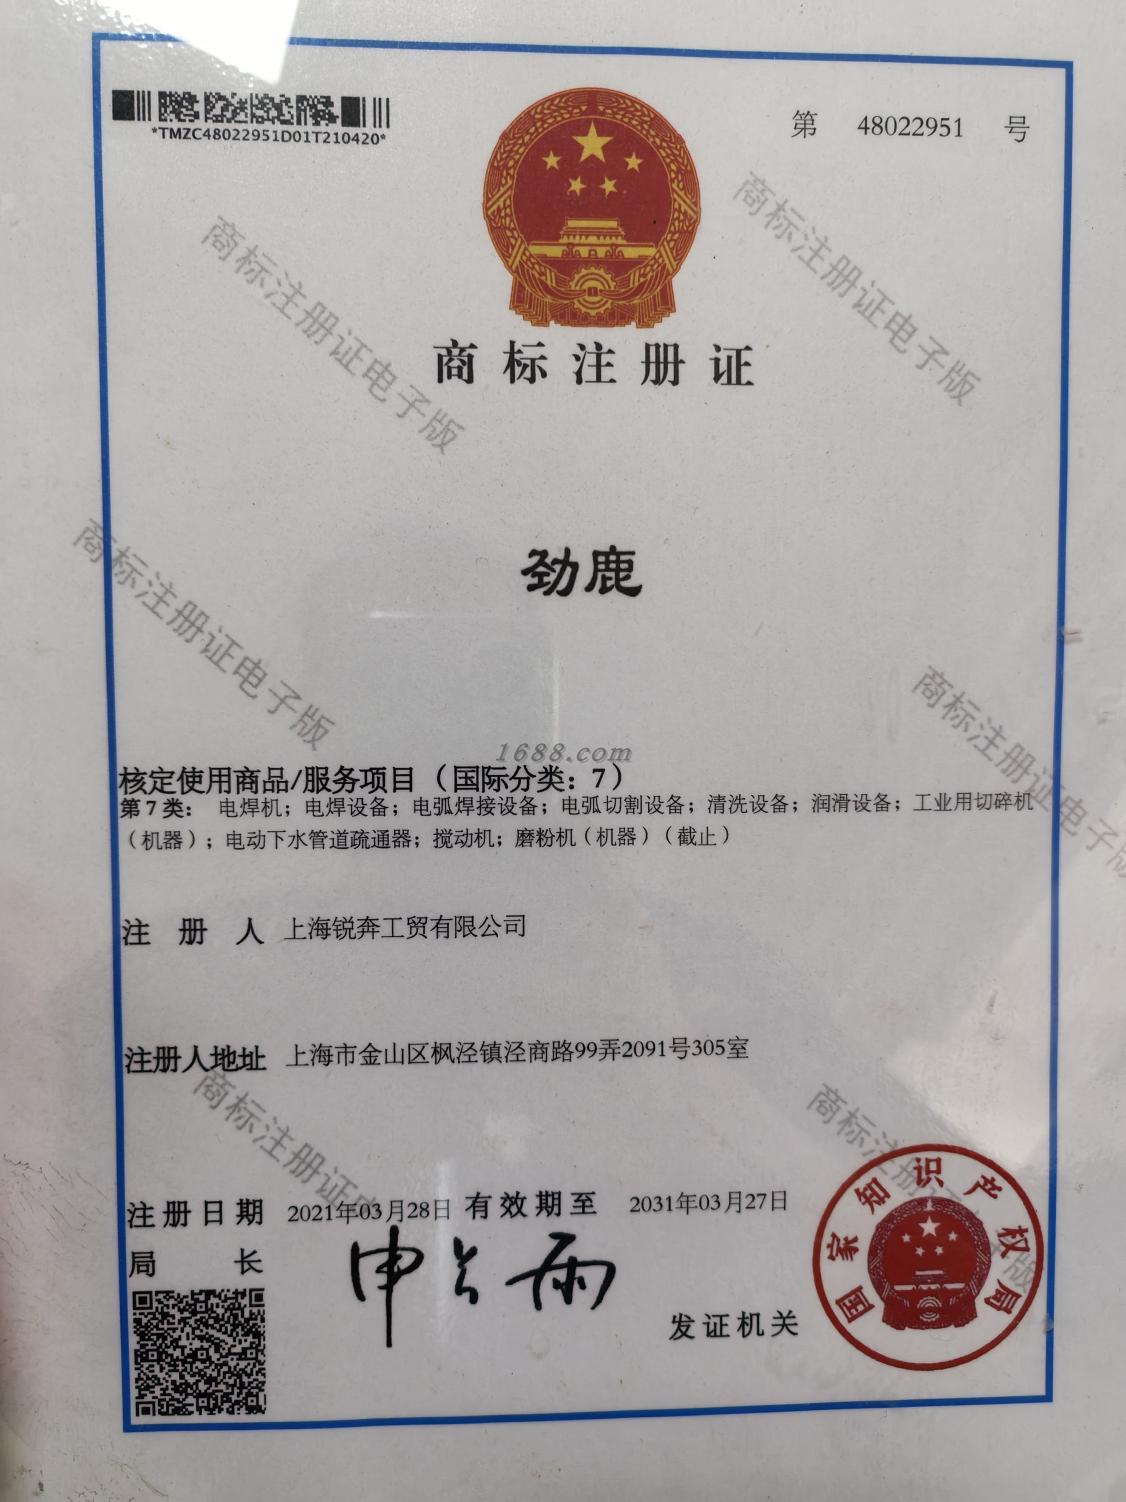 *TMZC48022951D01T210420*
第 48022951 号
商标注册证
劲鹿
1688.com
核定使用商品/服务项目（国际分类：7）
第7类： 电焊机；电焊设备；电弧焊接设备；电弧切割设备；清洗设备；润滑设备；工业用切碎机
（机器）；电动下水管道疏通器；搅动机；磨粉机（机器）（截止）
注 册 人 上海锐奔工贸有限公司
注册人地址 上海市金山区枫泾镇泾商路99弄2091号305室
注册日期 2021年03月28日 有效期至 2031年03月27日
局 长 申长雨
发证机关
国家知识产权局
商标注册证电子版
商标注册证电子版
商标注册证电子版
商标注册证电子版
商标注册证电
商标注册证电子版